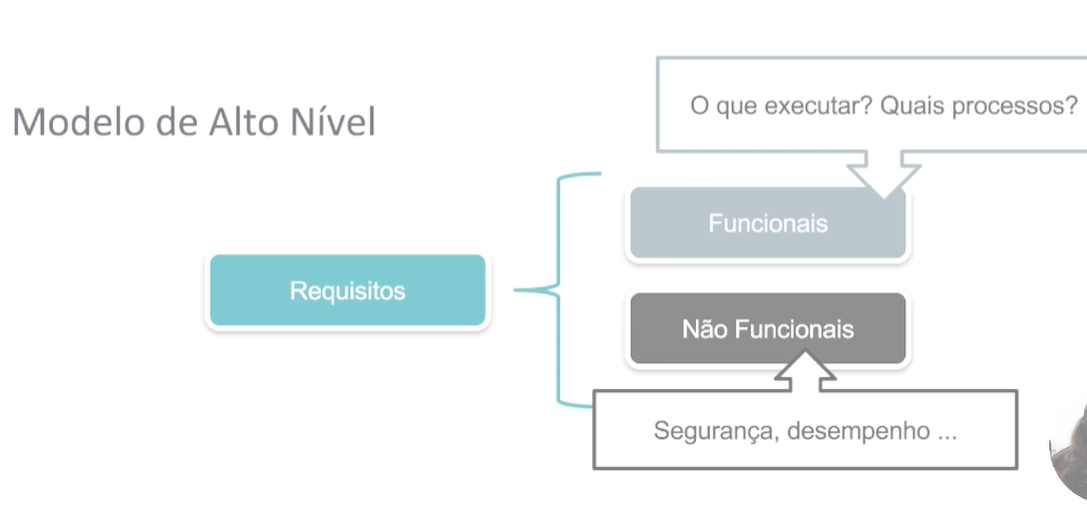 O que executar? Quais processos?
Modelo de Alto Nível
Funcionais
Requisitos
Não Funcionais
Segurança, desempenho ...